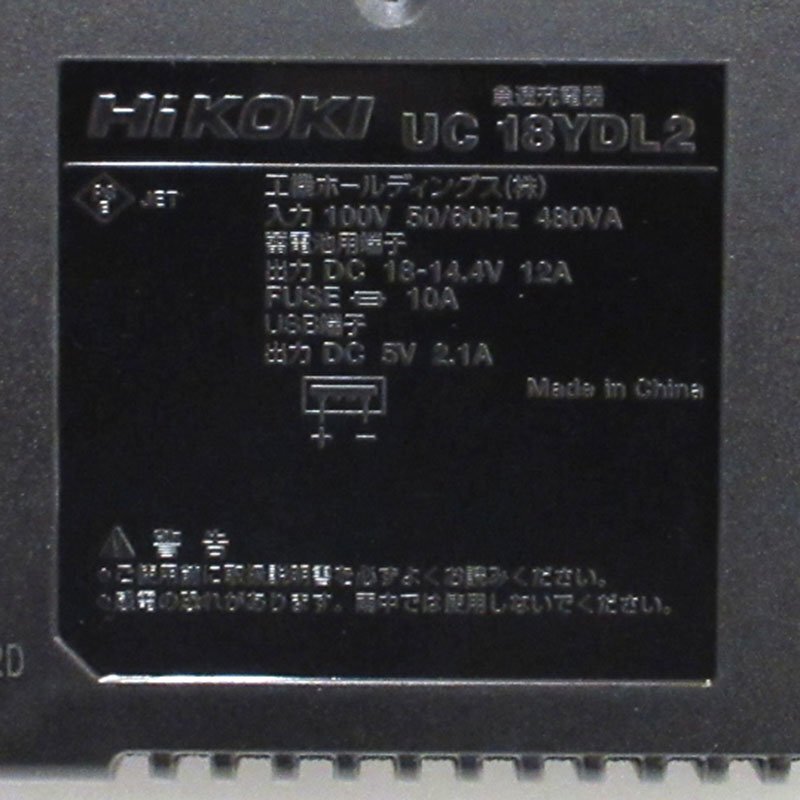 急速充電器
HiKOKI UC 18YDL2
PSE JET
工機ホールディングス(株)
入力 100V 50/60Hz 480VA
蓄電池用端子
出力 DC 18-14.4V 12A
FUSE 10A
USB端子
出力 DC 5V 2.1A
Made in China
+ −
警告
•ご使用前に取扱説明書を必ずよくお読みください。
•感電の恐れがあります。雨中では使用しないでください。